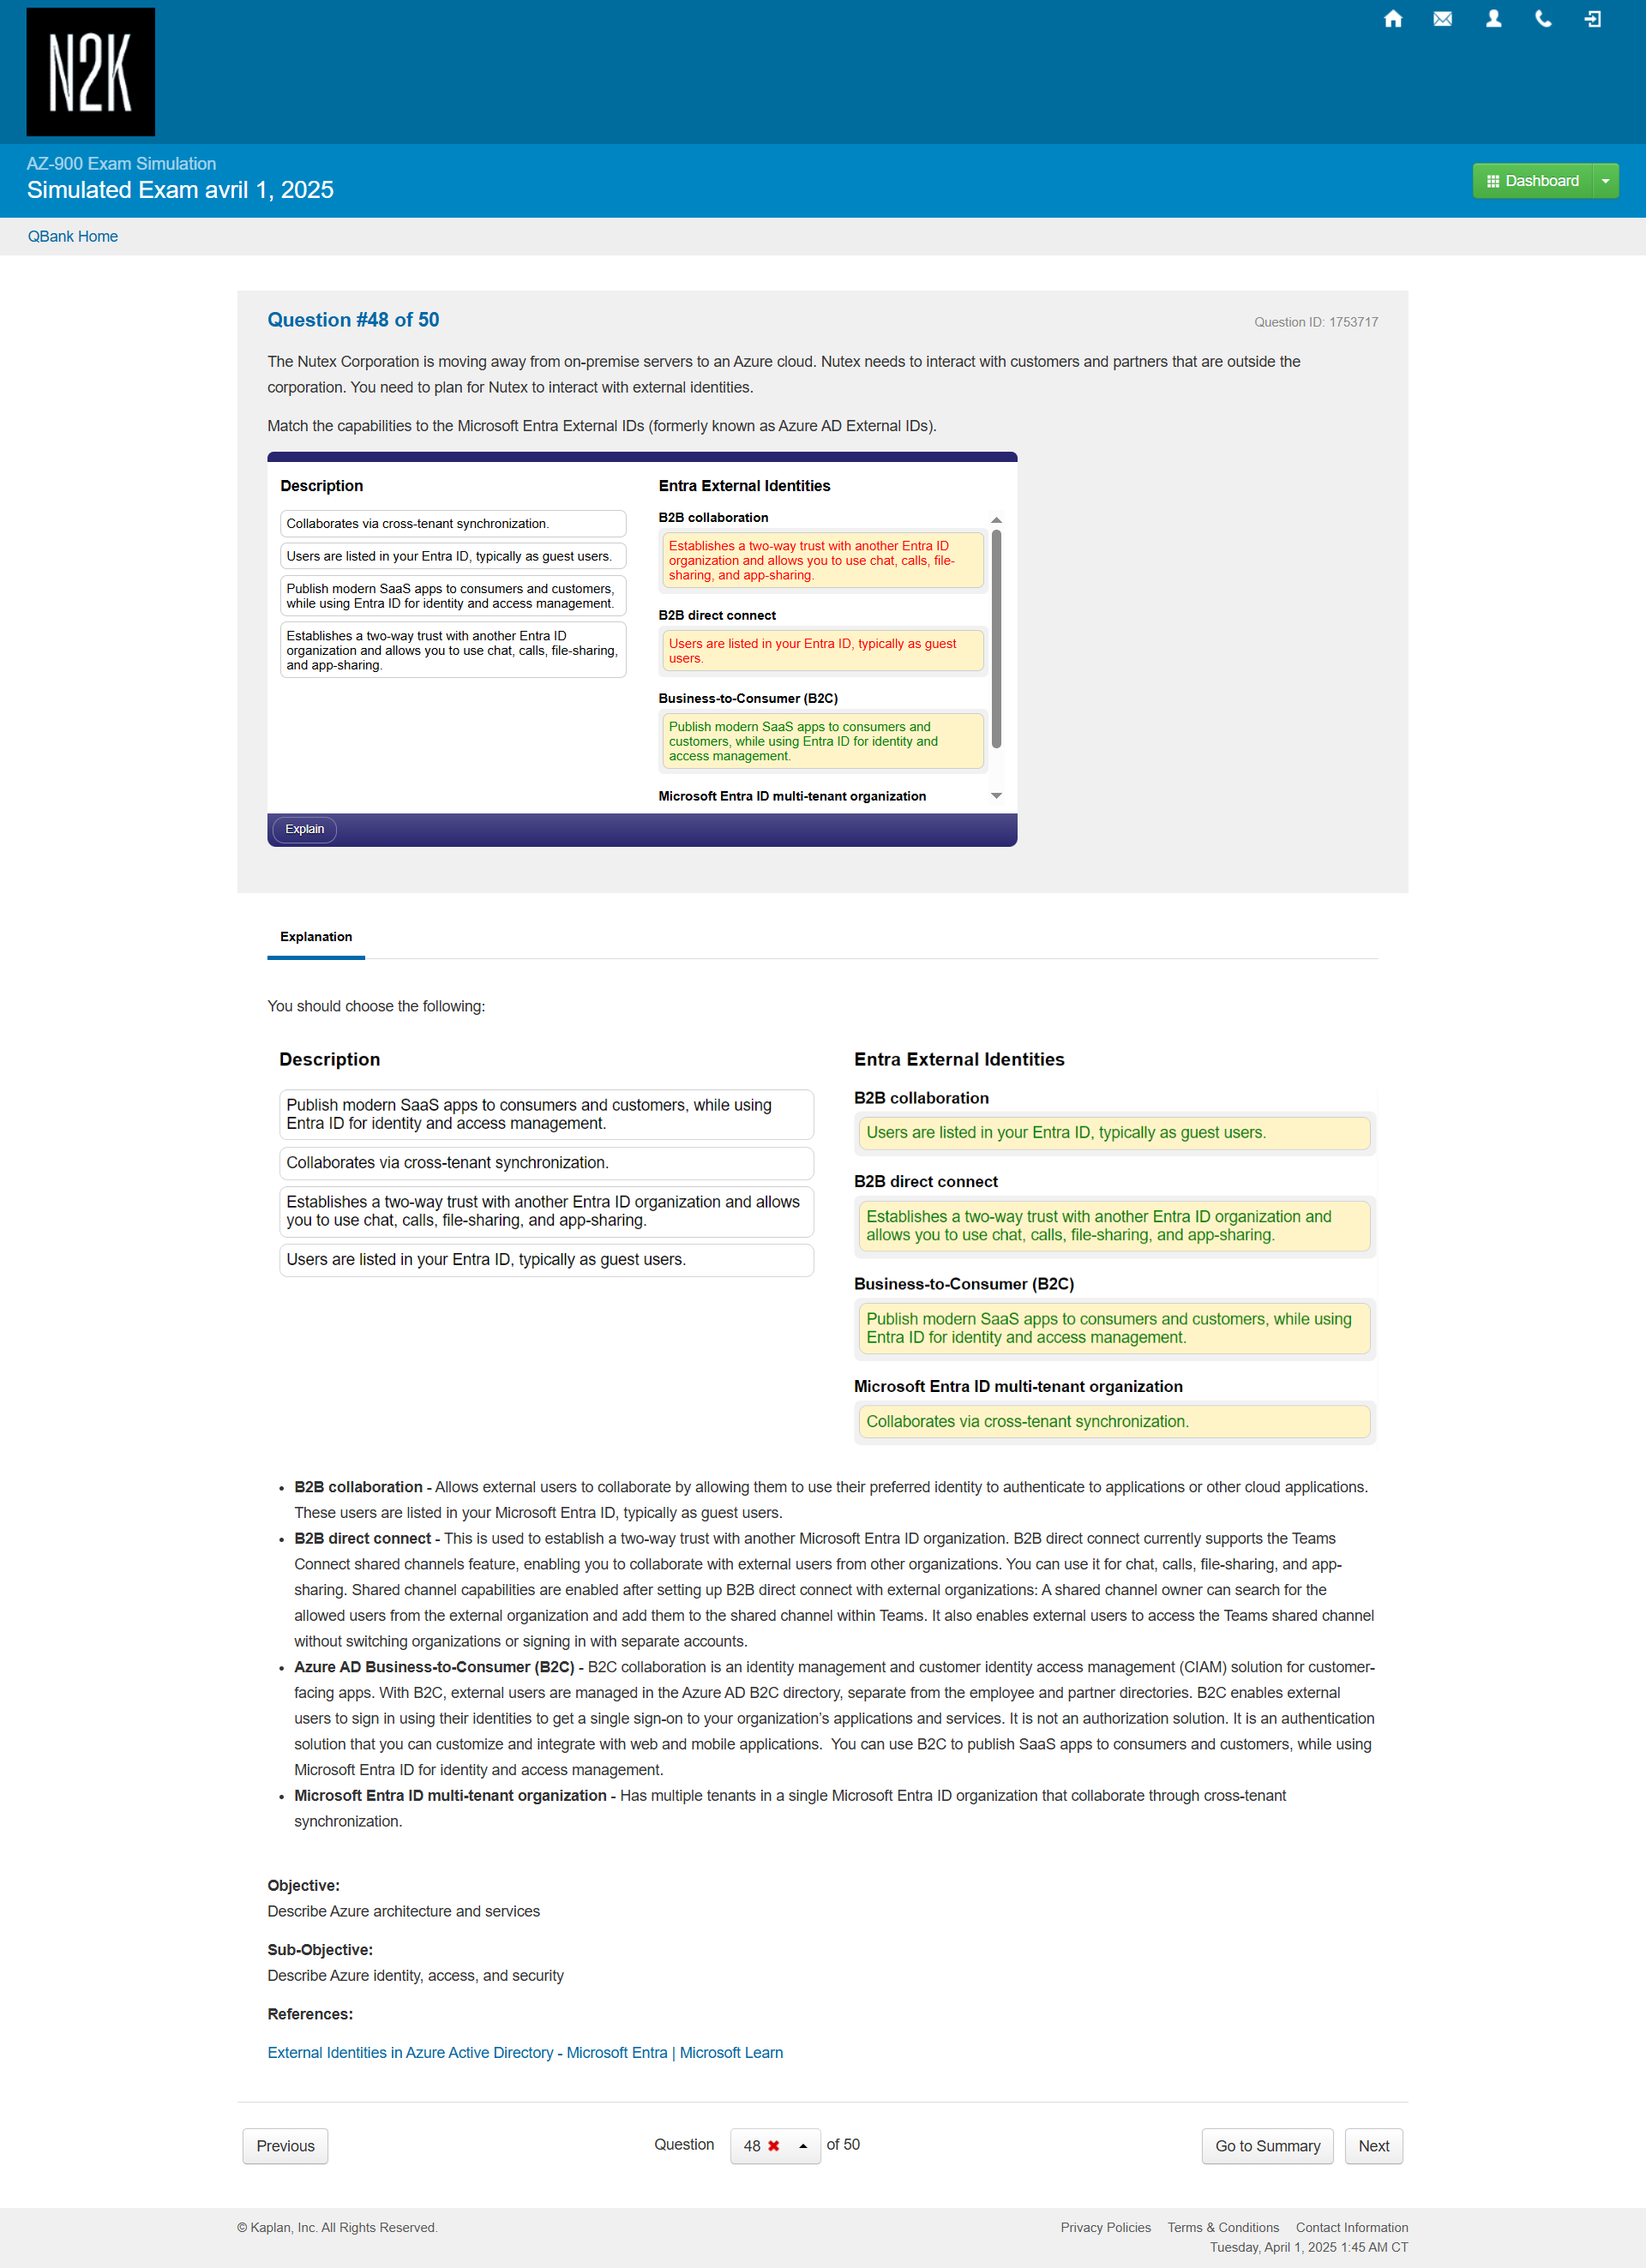 N2K
AZ-900 Exam Simulation
Simulated Exam avril 1, 2025
Dashboard
QBank Home
Question #48 of 50
Question ID: 1753717
The Nutex Corporation is moving away from on-premise servers to an Azure cloud. Nutex needs to interact with customers and partners that are outside the
corporation. You need to plan for Nutex to interact with external identities.
Match the capabilities to the Microsoft Entra External IDs (formerly known as Azure AD External IDs).
Description
Collaborates via cross-tenant synchronization.
Users are listed in your Entra ID, typically as guest users.
Publish modern SaaS apps to consumers and customers,
while using Entra ID for identity and access management.
Establishes a two-way trust with another Entra ID
organization and allows you to use chat, calls, file-sharing,
and app-sharing.
Entra External Identities
B2B collaboration
Establishes a two-way trust with another Entra ID
organization and allows you to use chat, calls, file-
sharing, and app-sharing.
B2B direct connect
Users are listed in your Entra ID, typically as guest
users.
Business-to-Consumer (B2C)
Publish modern SaaS apps to consumers and
customers, while using Entra ID for identity and
access management.
Microsoft Entra ID multi-tenant organization
Explain
Explanation
You should choose the following:
Description
Publish modern SaaS apps to consumers and customers, while using
Entra ID for identity and access management.
Collaborates via cross-tenant synchronization.
Establishes a two-way trust with another Entra ID organization and allows
you to use chat, calls, file-sharing, and app-sharing.
Users are listed in your Entra ID, typically as guest users.
Entra External Identities
B2B collaboration
Users are listed in your Entra ID, typically as guest users.
B2B direct connect
Establishes a two-way trust with another Entra ID organization and
allows you to use chat, calls, file-sharing, and app-sharing.
Business-to-Consumer (B2C)
Publish modern SaaS apps to consumers and customers, while using
Entra ID for identity and access management.
Microsoft Entra ID multi-tenant organization
Collaborates via cross-tenant synchronization.
• B2B collaboration - Allows external users to collaborate by allowing them to use their preferred identity to authenticate to applications or other cloud applications.
These users are listed in your Microsoft Entra ID, typically as guest users.
• B2B direct connect - This is used to establish a two-way trust with another Microsoft Entra ID organization. B2B direct connect currently supports the Teams
Connect shared channels feature, enabling you to collaborate with external users from other organizations. You can use it for chat, calls, file-sharing, and app-
sharing. Shared channel capabilities are enabled after setting up B2B direct connect with external organizations: A shared channel owner can search for the
allowed users from the external organization and add them to the shared channel within Teams. It also enables external users to access the Teams shared channel
without switching organizations or signing in with separate accounts.
• Azure AD Business-to-Consumer (B2C) - B2C collaboration is an identity management and customer identity access management (CIAM) solution for customer-
facing apps. With B2C, external users are managed in the Azure AD B2C directory, separate from the employee and partner directories. B2C enables external
users to sign in using their identities to get a single sign-on to your organization's applications and services. It is not an authorization solution. It is an authentication
solution that you can customize and integrate with web and mobile applications.  You can use B2C to publish SaaS apps to consumers and customers, while using
Microsoft Entra ID for identity and access management.
• Microsoft Entra ID multi-tenant organization - Has multiple tenants in a single Microsoft Entra ID organization that collaborate through cross-tenant
synchronization.
Objective:
Describe Azure architecture and services
Sub-Objective:
Describe Azure identity, access, and security
References:
External Identities in Azure Active Directory - Microsoft Entra | Microsoft Learn
Previous
Question 48 of 50
Go to Summary
Next
© Kaplan, Inc. All Rights Reserved.
Privacy Policies Terms & Conditions Contact Information
Tuesday, April 1, 2025 1:45 AM CT